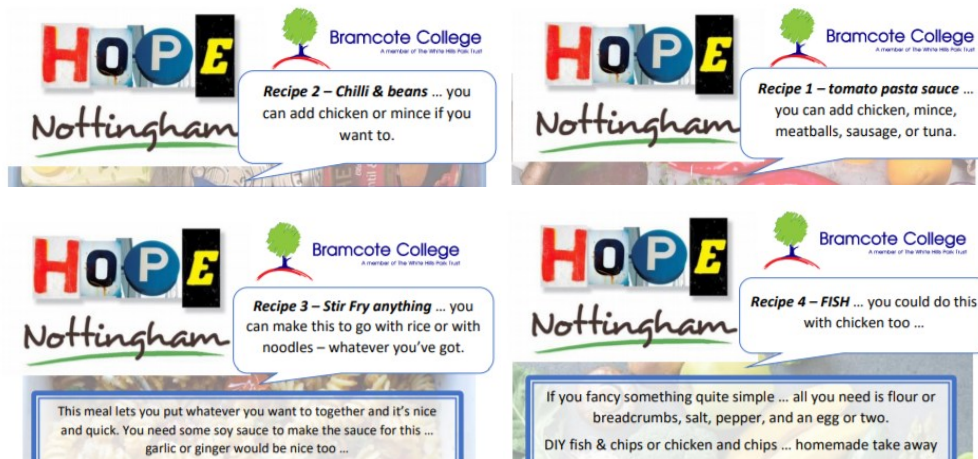 HOPE
Nottingham
Bramcote College
A member of The White Hills Park Trust
Recipe 2 – Chilli & beans ... you
can add chicken or mince if you
want to.
HOPE
Nottingham
Bramcote College
A member of The White Hills Park Trust
Recipe 1 – tomato pasta sauce ...
you can add chicken, mince,
meatballs, sausage, or tuna.
HOPE
Nottingham
Bramcote College
A member of The White Hills Park Trust
Recipe 3 – Stir Fry anything ... you
can make this to go with rice or with
noodles – whatever you've got.
This meal lets you put whatever you want to together and it's nice
and quick. You need some soy sauce to make the sauce for this ...
garlic or ginger would be nice too ...
HOPE
Nottingham
Bramcote College
A member of The White Hills Park Trust
Recipe 4 – FISH ... you could do this
with chicken too ...
If you fancy something quite simple ... all you need is flour or
breadcrumbs, salt, pepper, and an egg or two.
DIY fish & chips or chicken and chips ... homemade take away